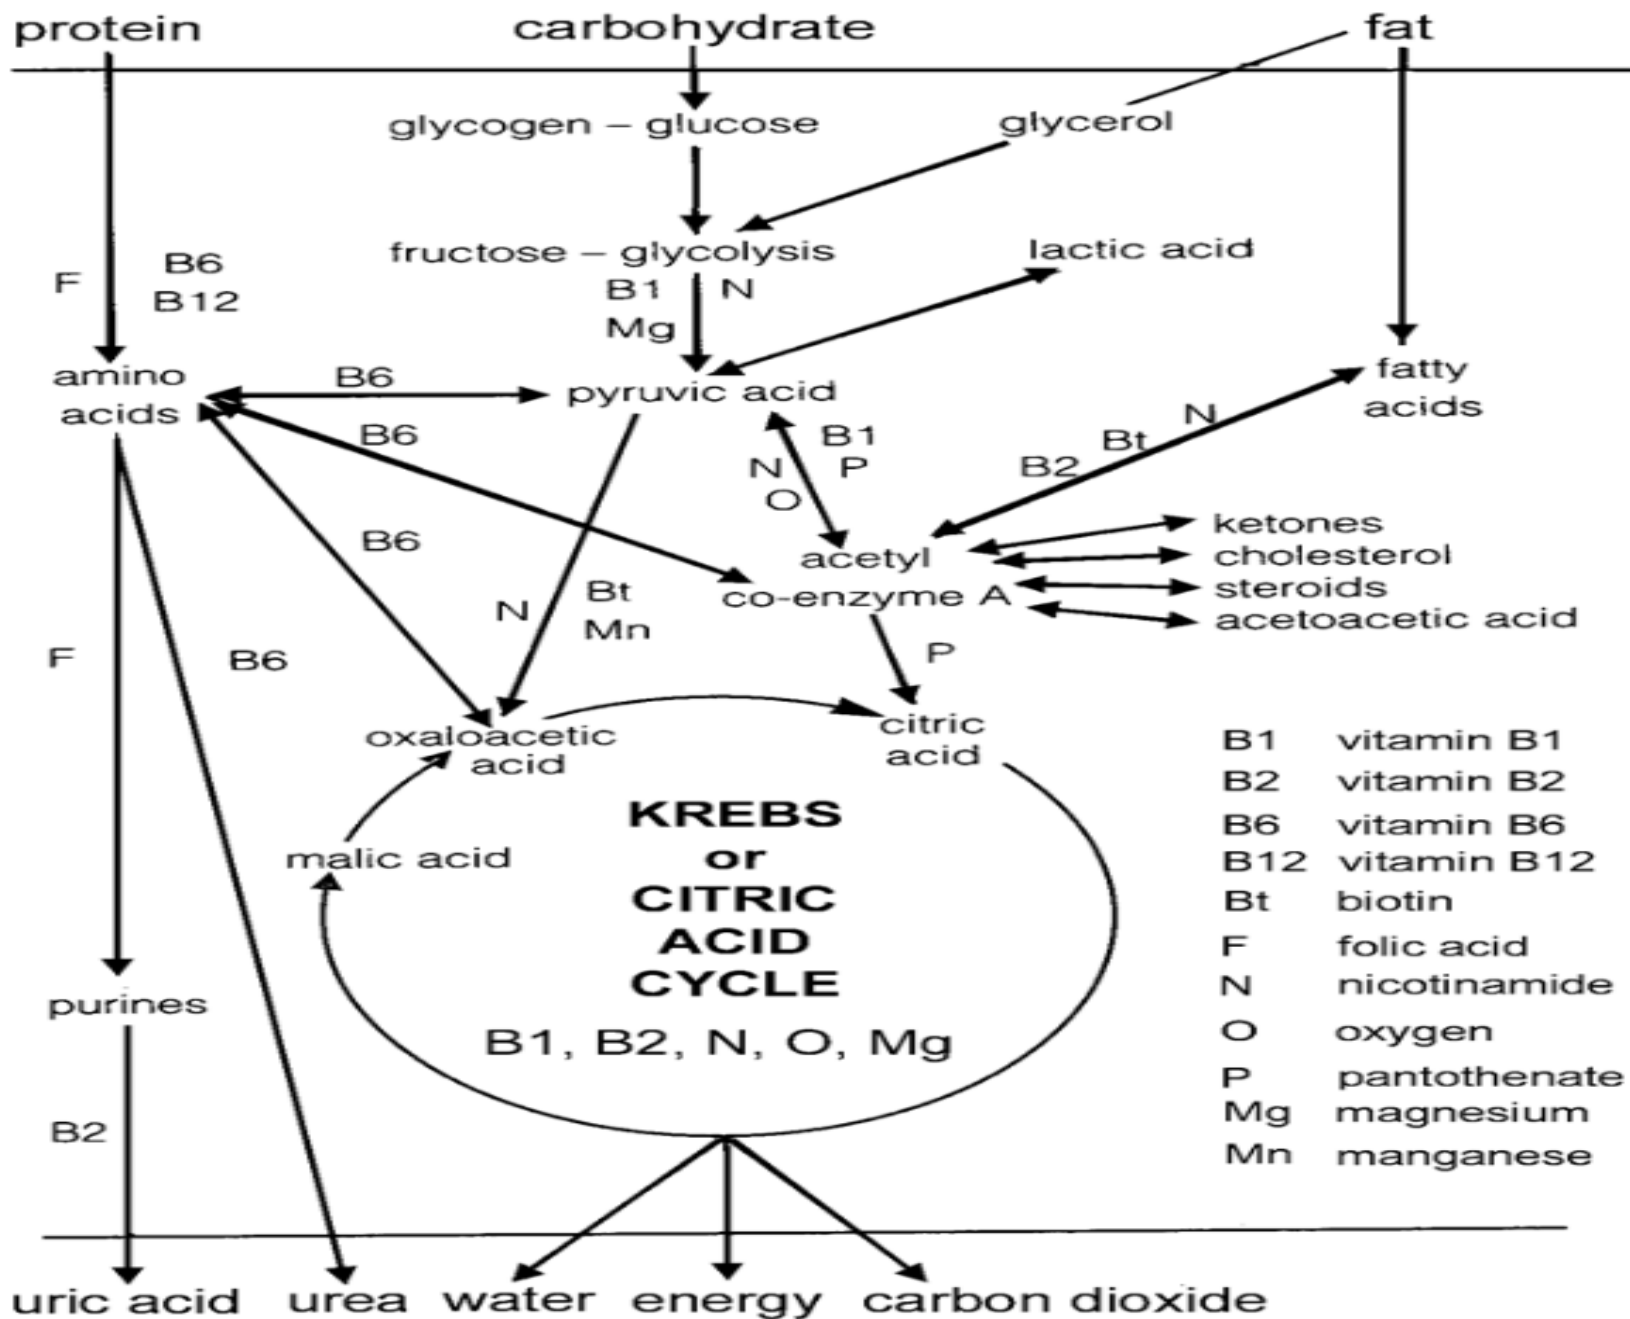 protein carbohydrate fat
glycogen – glucose glycerol
fructose – glycolysis lactic acid
F B6
B12
B1 N
Mg
amino
acids
B6 pyruvic acid
fatty
acids
B6
B1
N P
O
N
Bt
B2
B6
acetyl
co-enzyme A
ketones
cholesterol
steroids
acetoacetic acid
N Bt
Mn
P
F B6
oxaloacetic
acid
citric
acid
malic acid
KREBS
or
CITRIC
ACID
CYCLE
B1, B2, N, O, Mg
purines
B2
B1 vitamin B1
B2 vitamin B2
B6 vitamin B6
B12 vitamin B12
Bt biotin
F folic acid
N nicotinamide
O oxygen
P pantothenate
Mg magnesium
Mn manganese
uric acid urea water energy carbon dioxide